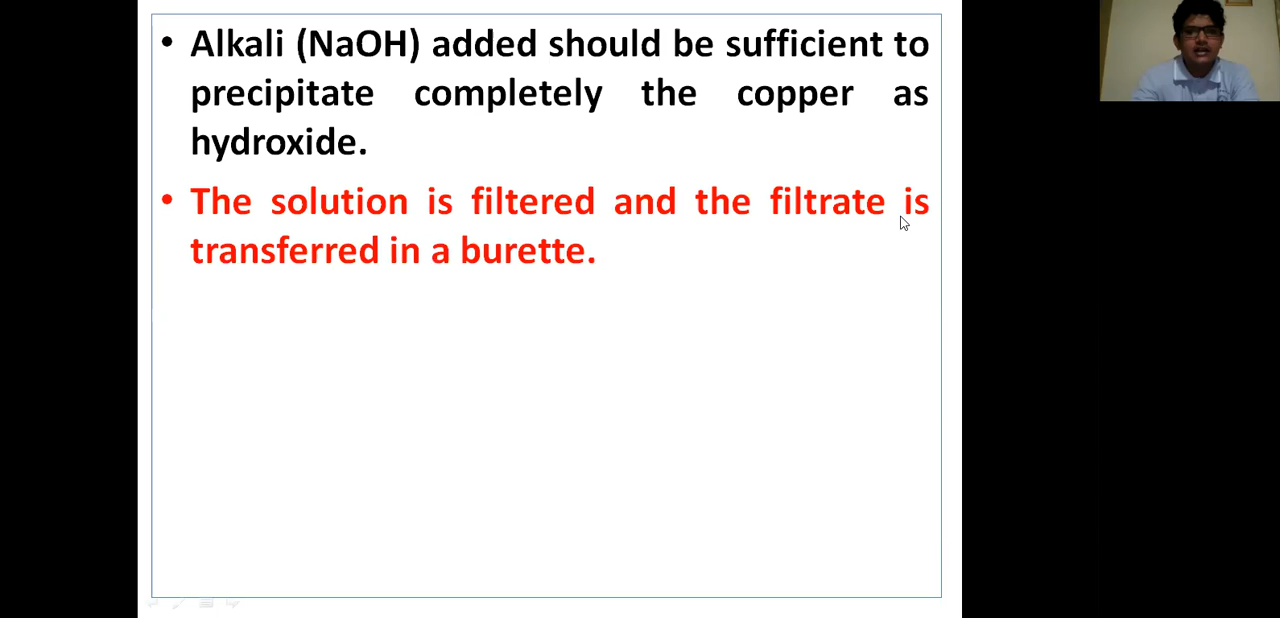 • Alkali (NaOH) added should be sufficient to
precipitate completely the copper as
hydroxide.
• The solution is filtered and the filtrate is
transferred in a burette.